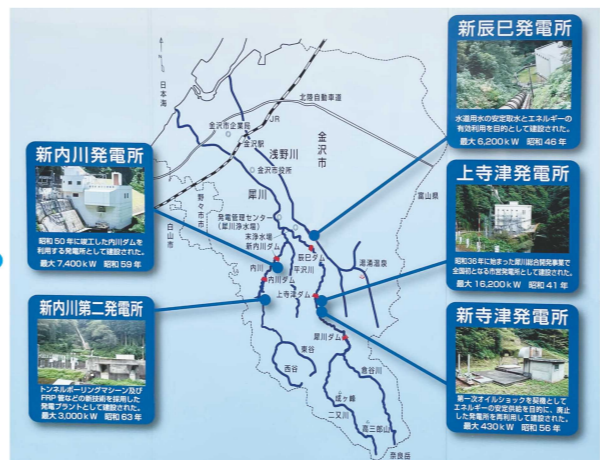 新辰巳発電所
水道用水の安定取水とエネルギーの
有効利用を目的として建設された。
最大 6,200kW 昭和 46 年
新内川発電所
昭和 50 年に竣工した内川ダムを
利用する発電所として建設された。
最大 7,400kW 昭和 59 年
上寺津発電所
昭和36年に始まった犀川総合開発事業で
全国初となる市営発電所として建設された。
最大 16,200kW 昭和 41 年
新内川第二発電所
トンネルボーリングマシーン及び
FRP 管などの新技術を採用した
発電プラントとして建設された。
最大 3,000kW 昭和 63 年
新寺津発電所
第一次オイルショックを契機として
エネルギーの安定供給を目的に、廃止
した発電所を再利用して建設された。
最大 430kW 昭和 56 年
日本海
北陸自動車道
JR
金沢市企業局
金沢駅
金沢市
浅野川
金沢市役所
犀川
野々市市
白山市
富山県
発電管理センター
(犀川浄水場)
末浄水場
新内川ダム
辰巳ダム
湯涌温泉
内川
平沢川
内川ダム
上寺津ダム
犀川ダム
東谷
西谷
倉谷川
成ヶ峰
二又川
高三郎山
奈良岳